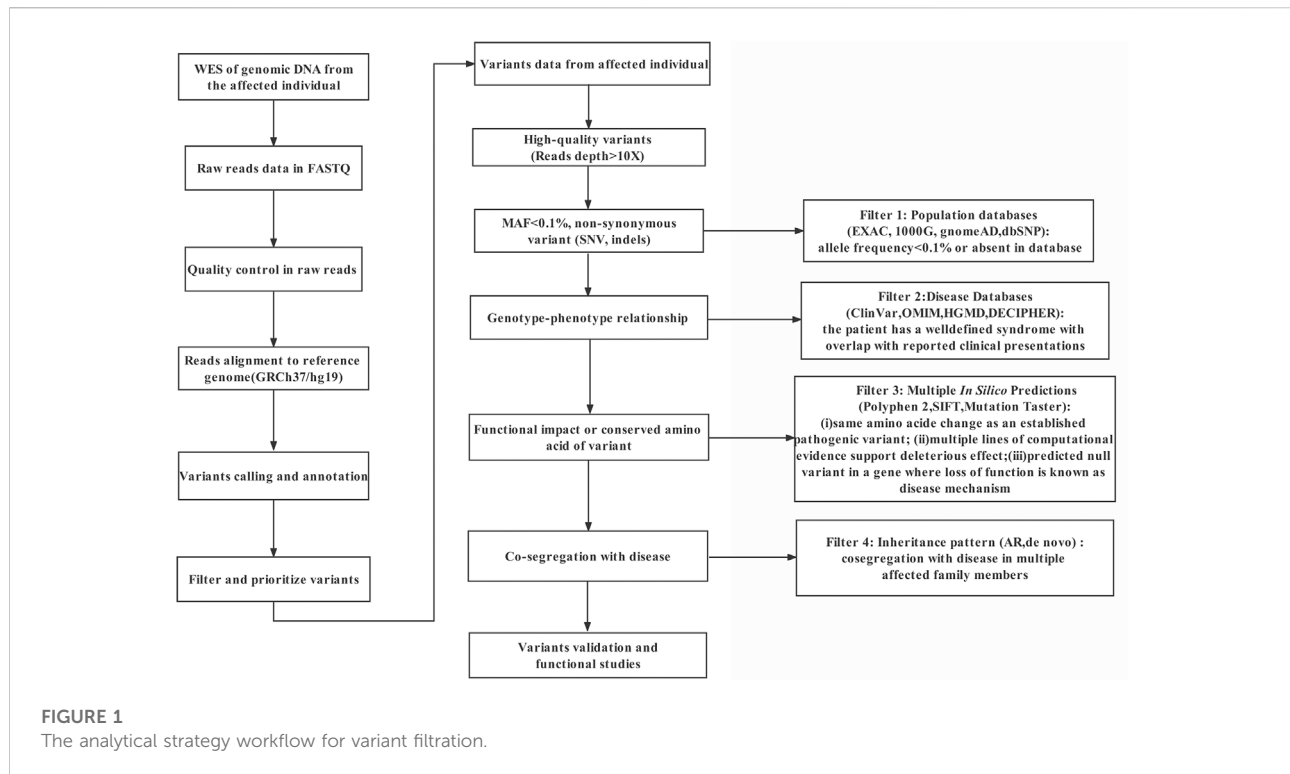 WES of genomic DNA from
the affected individual
Raw reads data in FASTQ
Quality control in raw reads
Reads alignment to reference
genome(GRCh37/hg19)
Variants calling and annotation
Filter and prioritize variants
Variants data from affected individual
High-quality variants
(Reads depth>10X)
MAF<0.1%, non-synonymous
variant (SNV, indels)
Genotype-phenotype relationship
Functional impact or conserved amino
acid of variant
Co-segregation with disease
Variants validation and
functional studies
Filter 1: Population databases
(EXAC, 1000G, gnomeAD,dbSNP):
allele frequency<0.1% or absent in database
Filter 2:Disease Databases
(ClinVar,OMIM,HGMD,DECIPHER):
the patient has a welldefined syndrome with
overlap with reported clinical presentations
Filter 3: Multiple In Silico Predictions
(Polyphen 2,SIFT,Mutation Taster):
(i)same amino acide change as an established
pathogenic variant; (ii)multiple lines of computational
evidence support deleterious effect;(iii)predicted null
variant in a gene where loss of function is known as
disease mechanism
Filter 4: Inheritance pattern (AR,de novo) :
cosegregation with disease in multiple
affected family members
FIGURE 1
The analytical strategy workflow for variant filtration.